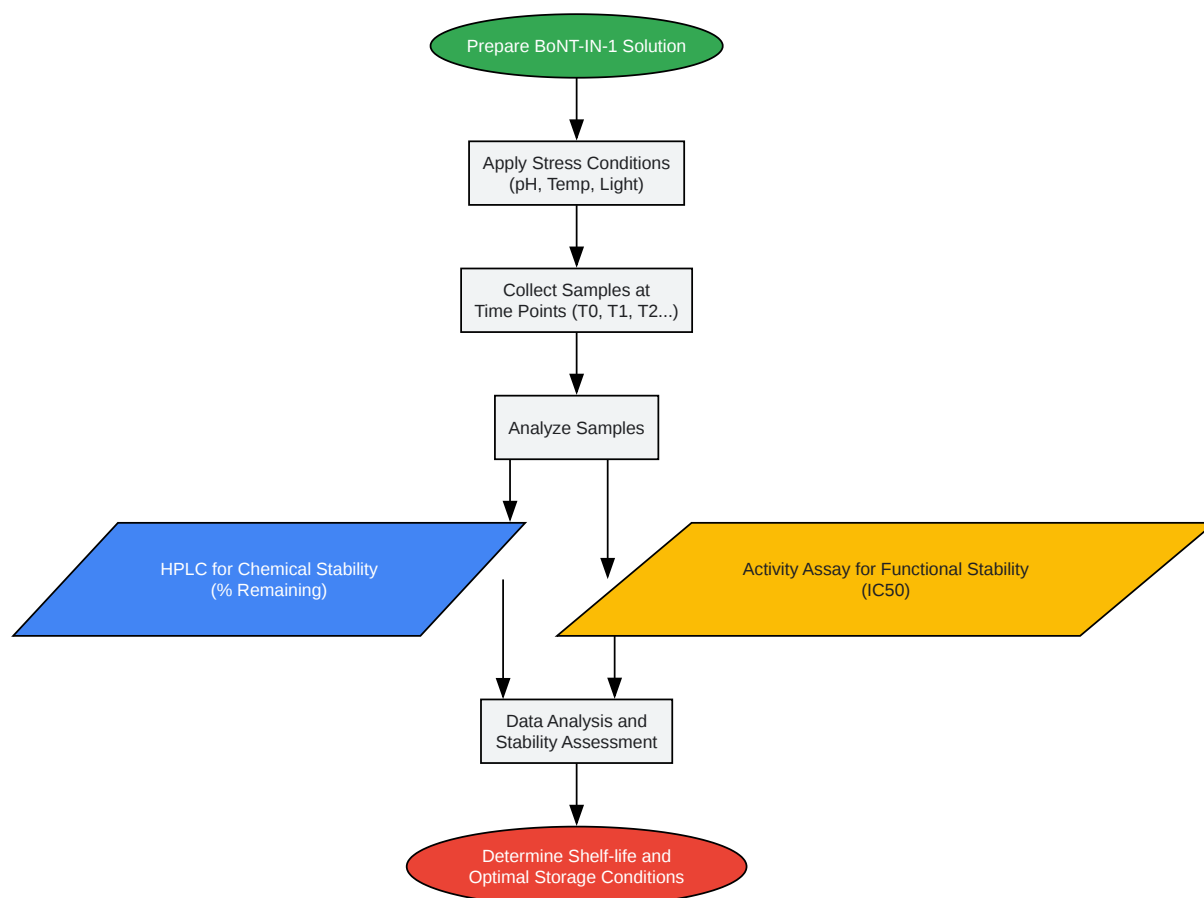 Prepare BoNT-IN-1 Solution
Apply Stress Conditions
(pH, Temp, Light)
Collect Samples at
Time Points (T0, T1, T2...)
Analyze Samples
HPLC for Chemical Stability
(% Remaining)
Activity Assay for Functional Stability
(IC50)
Data Analysis and
Stability Assessment
Determine Shelf-life and
Optimal Storage Conditions